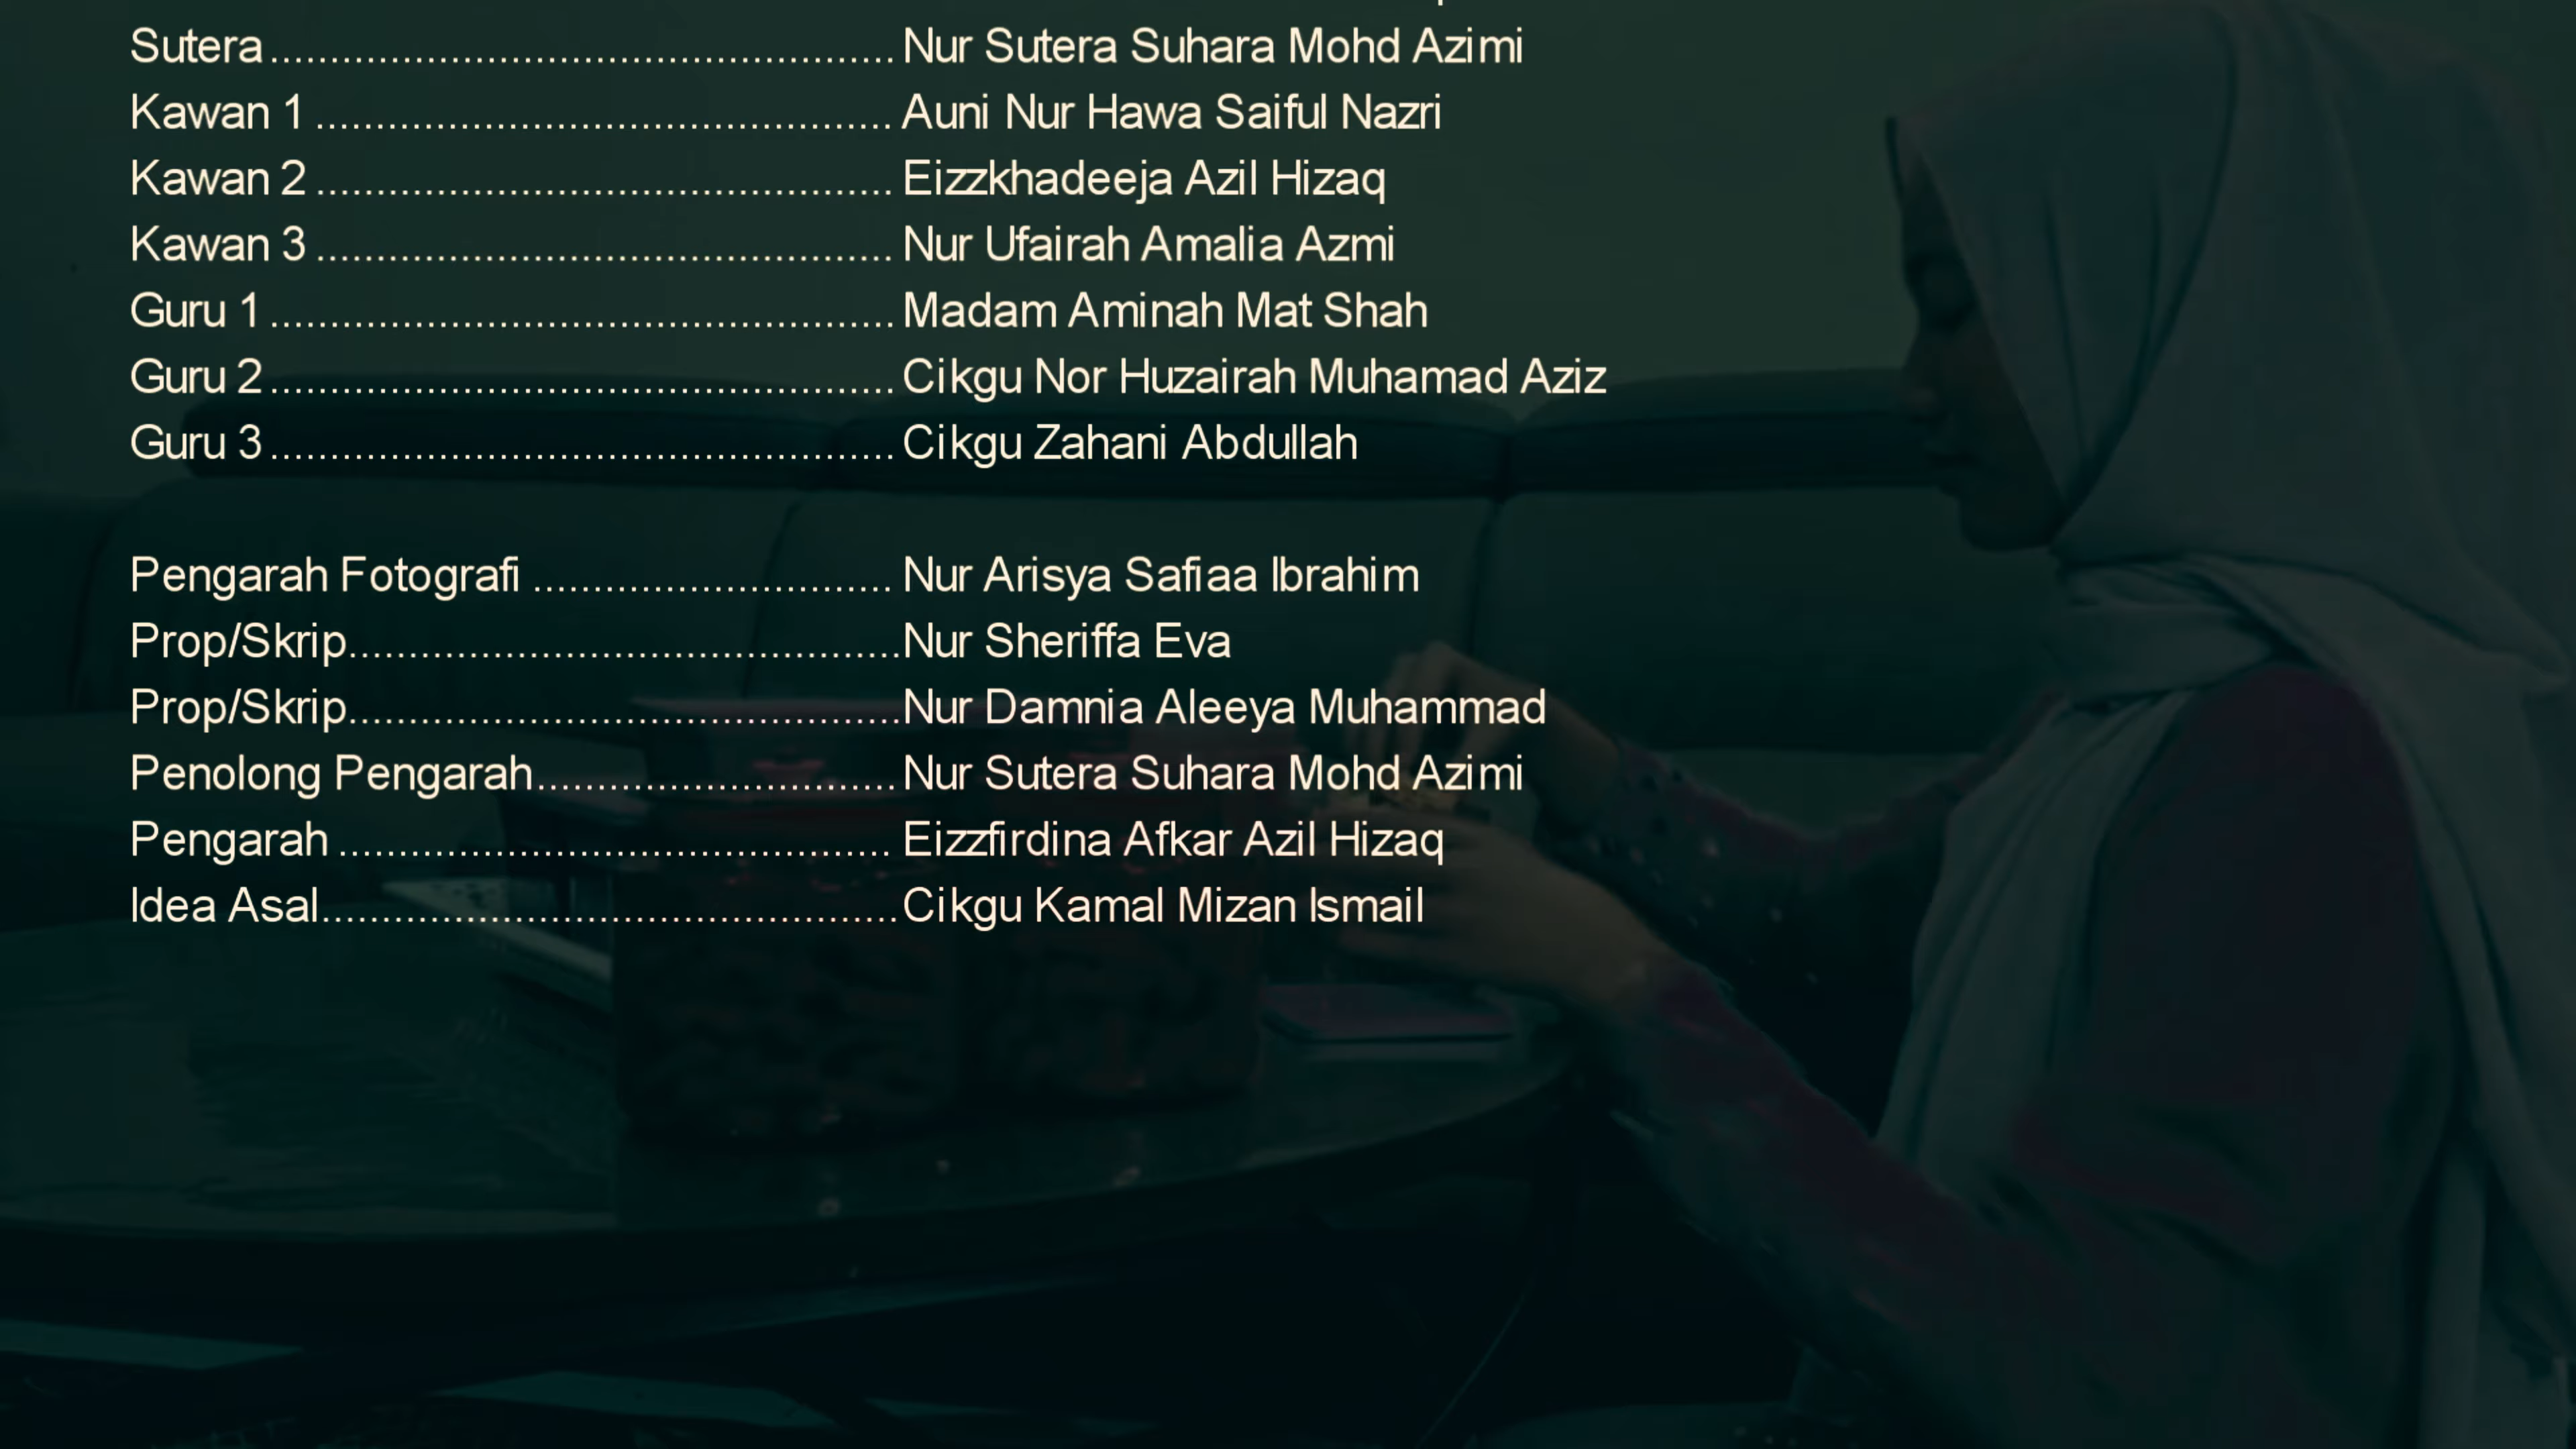 Sutera.................................................... Nur Sutera Suhara Mohd Azimi
Kawan 1 ................................................ Auni Nur Hawa Saiful Nazri
Kawan 2 ................................................ Eizzkhadeeja Azil Hizaq
Kawan 3 ................................................ Nur Ufairah Amalia Azmi
Guru 1 .................................................... Madam Aminah Mat Shah
Guru 2 .................................................... Cikgu Nor Huzairah Muhamad Aziz
Guru 3 .................................................... Cikgu Zahani Abdullah
Pengarah Fotografi .............................. Nur Arisya Safiaa Ibrahim
Prop/Skrip..............................................Nur Sheriffa Eva
Prop/Skrip..............................................Nur Damnia Aleeya Muhammad
Penolong Pengarah.............................. Nur Sutera Suhara Mohd Azimi
Pengarah .............................................. Eizzfirdina Afkar Azil Hizaq
Idea Asal................................................Cikgu Kamal Mizan Ismail